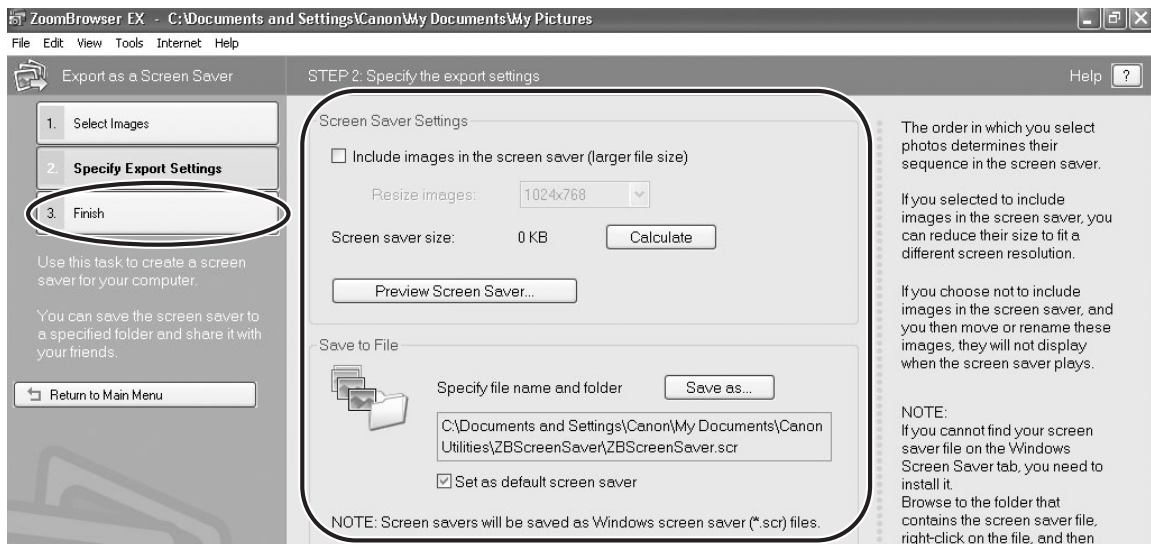 ZoomBrowser EX - C:\Documents and Settings\Canon\My Documents\My Pictures
File Edit View Tools Internet Help
Export as a Screen Saver
STEP 2: Specify the export settings
Help ?
1. Select Images
2. Specify Export Settings
3. Finish
Use this task to create a screen
saver for your computer.
You can save the screen saver to
a specified folder and share it with
your friends.
Return to Main Menu
Screen Saver Settings
Include images in the screen saver (larger file size)
Resize images: 1024x768
Screen saver size: 0 KB Calculate
Preview Screen Saver...
Save to File
Specify file name and folder Save as...
C:\Documents and Settings\Canon\My Documents\Canon
Utilities\ZBScreenSaver\ZBScreenSaver.scr
Set as default screen saver
NOTE: Screen savers will be saved as Windows screen saver (*.scr) files.
The order in which you select
photos determines their
sequence in the screen saver.
If you selected to include
images in the screen saver, you
can reduce their size to fit a
different screen resolution.
If you choose not to include
images in the screen saver, and
you then move or rename these
images, they will not display
when the screen saver plays.
NOTE:
If you cannot find your screen
saver file on the Windows
Screen Saver tab, you need to
install it.
Browse to the folder that
contains the screen saver file,
right-click on the file, and then